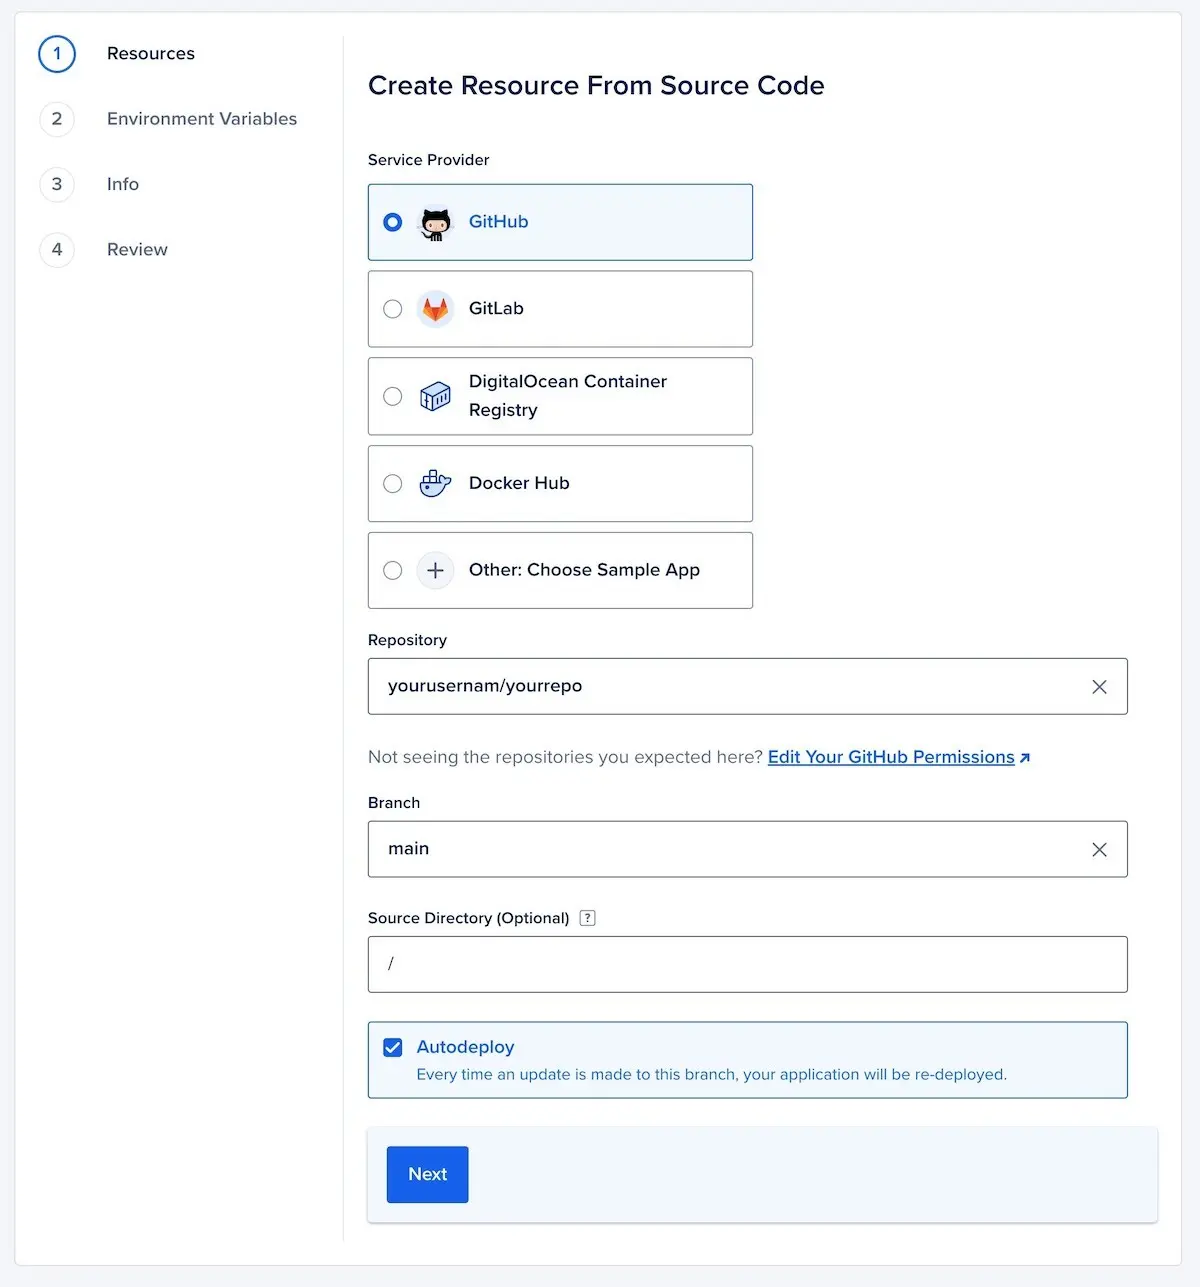 1 Resources
2 Environment Variables
3 Info
4 Review
Create Resource From Source Code
Service Provider
GitHub
GitLab
DigitalOcean Container
Registry
Docker Hub
Other: Choose Sample App
Repository
yourusernam/yourrepo
Not seeing the repositories you expected here? Edit Your GitHub Permissions
Branch
main
Source Directory (Optional) ?
/
Autodeploy
Every time an update is made to this branch, your application will be re-deployed.
Next